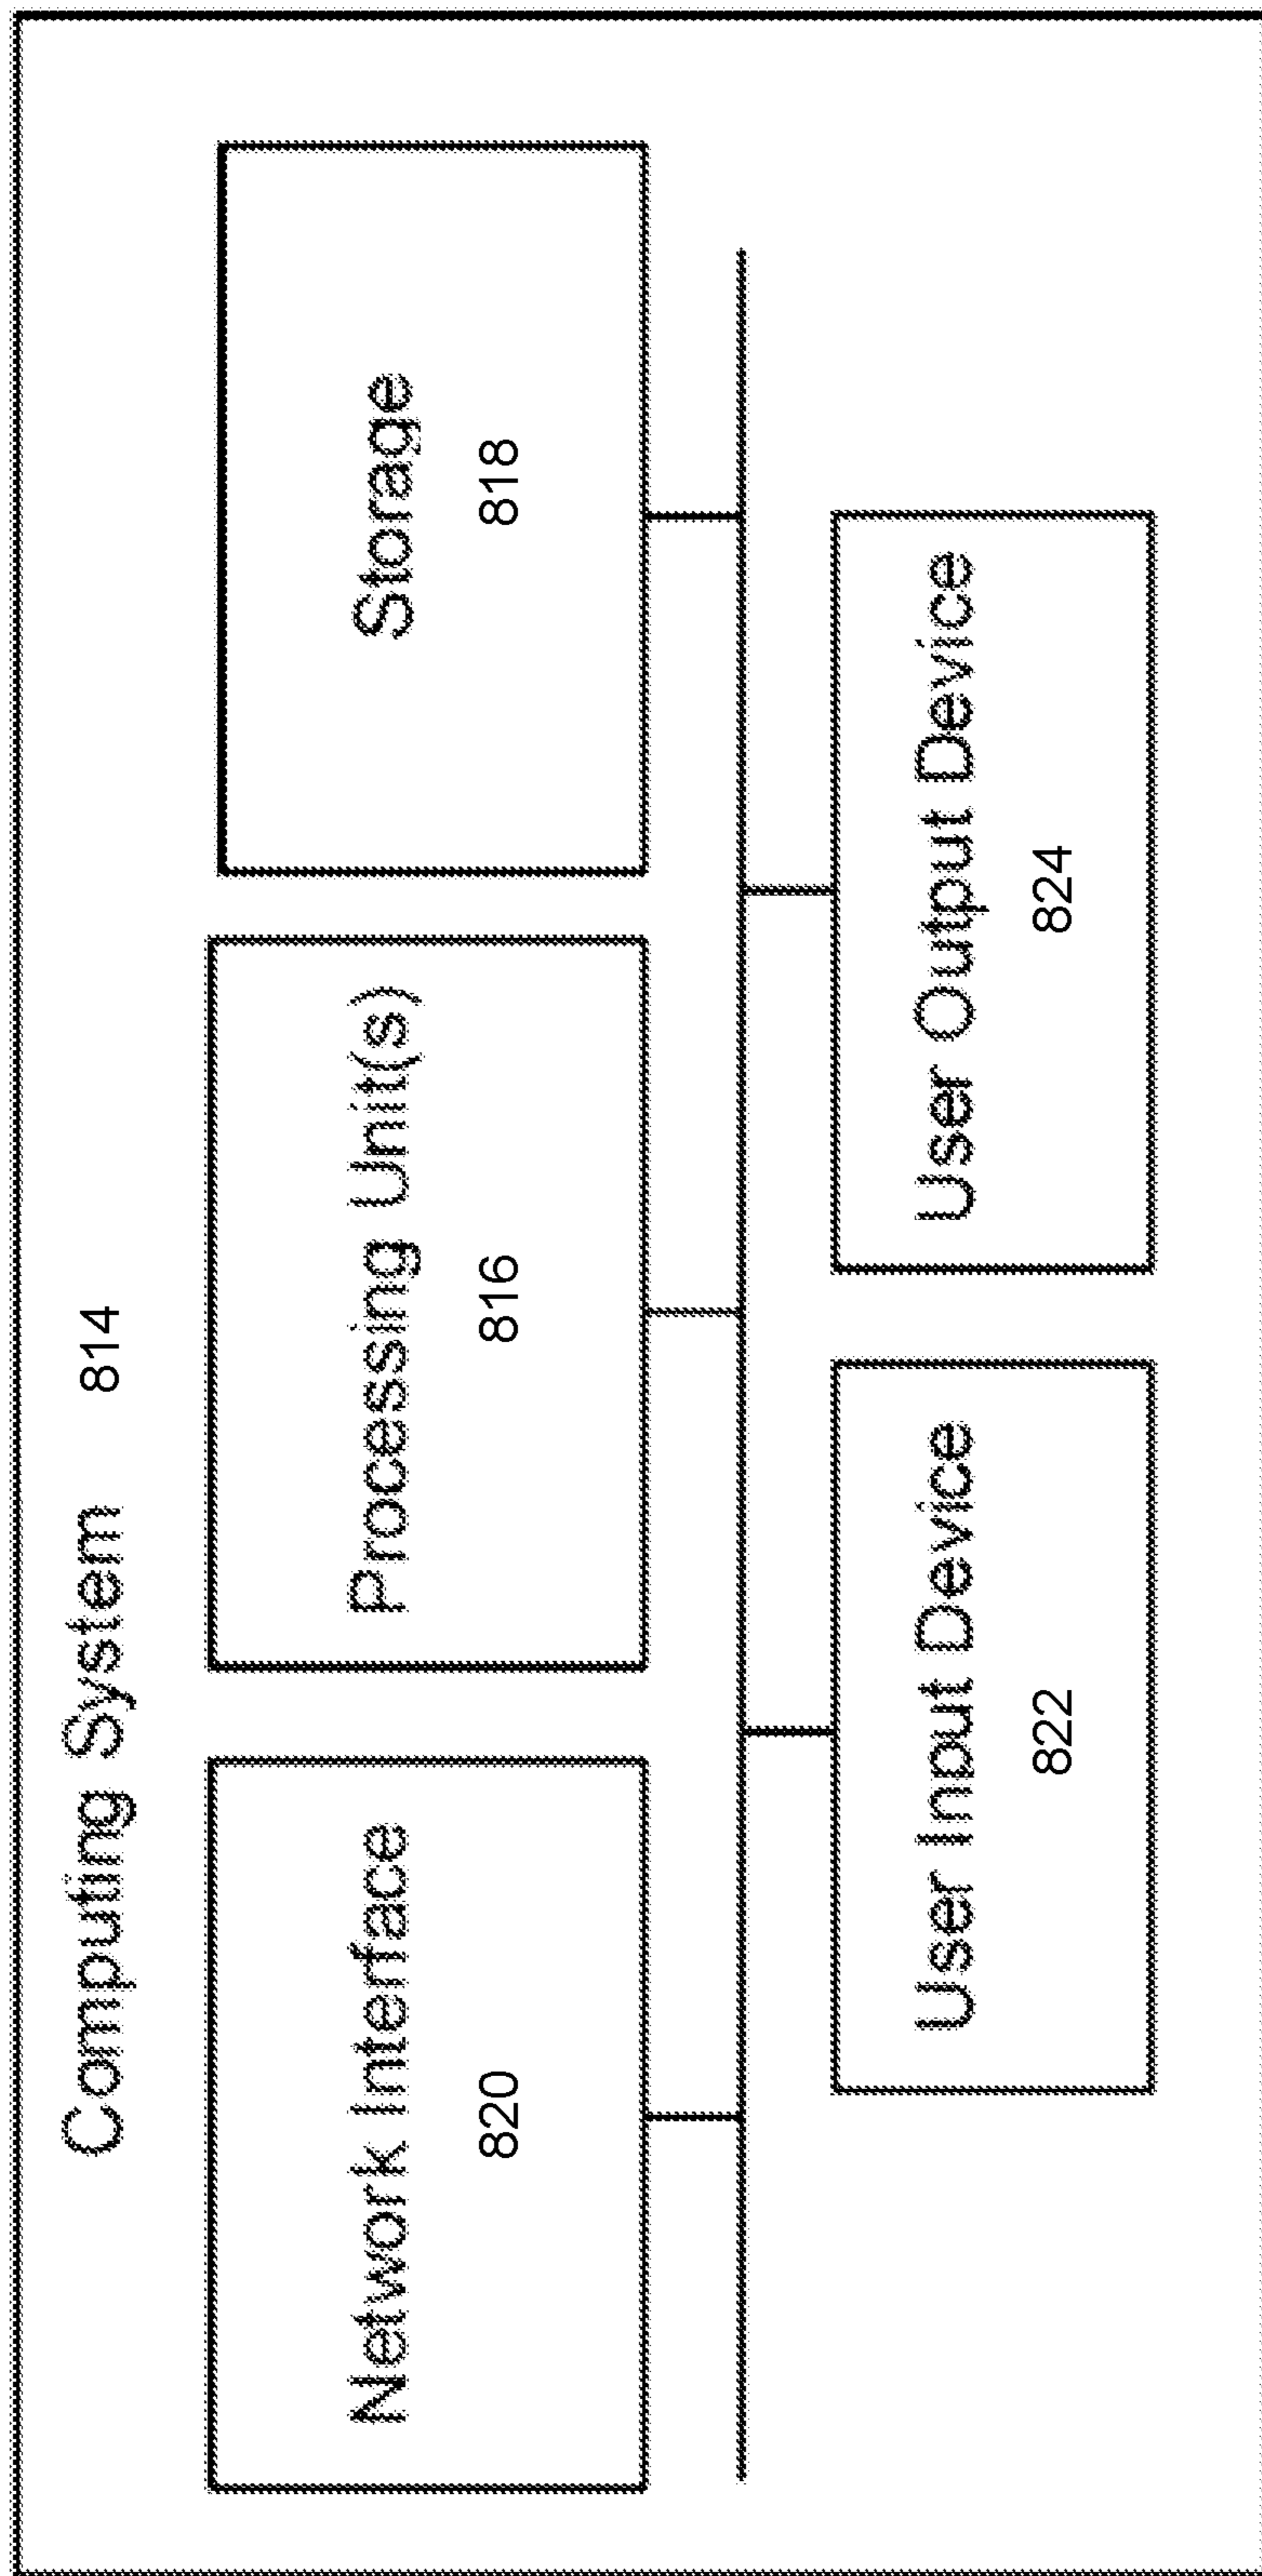 Computing System 814
Network Interface
820
Processing Unit(s)
816
Storage
818
User Input Device
822
User Output Device
824